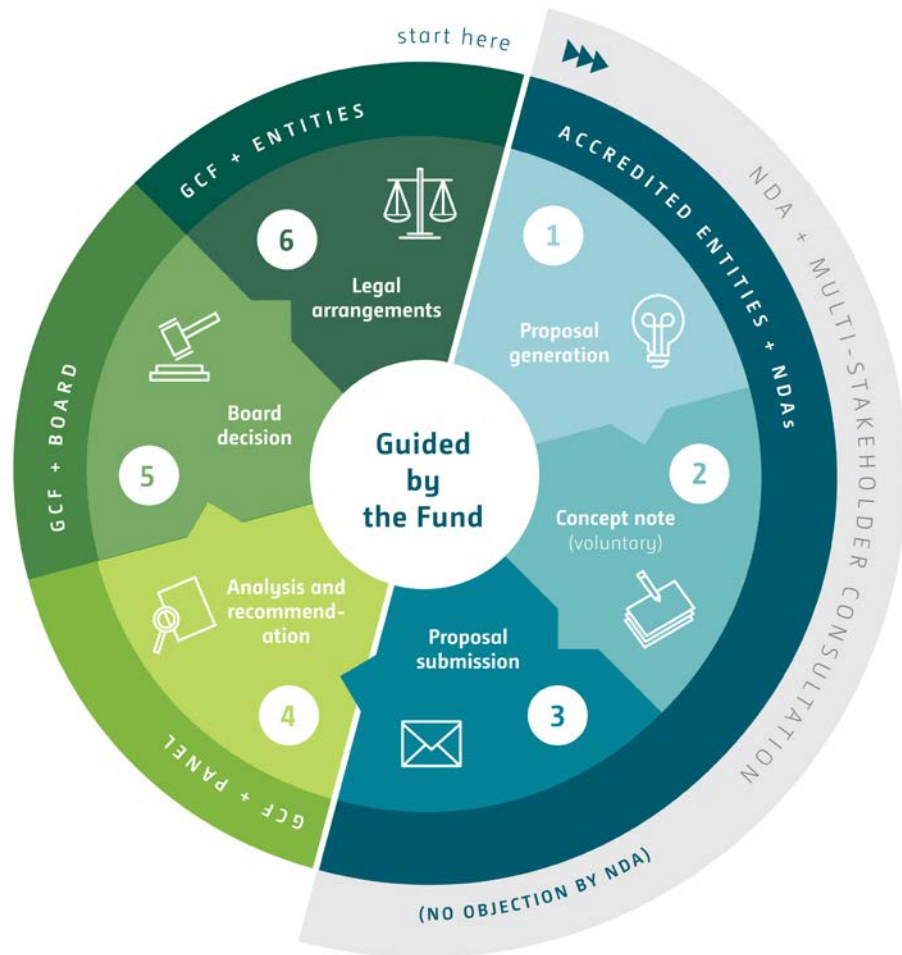 start here
NDA + MULTI-STAKEHOLDER CONSULTATION
(NO OBJECTION BY NDA)
ACCREDITED ENTITIES + NDAs
1
Proposal
generation
2
Concept note
(voluntary)
3
Proposal
submission
GCF + PANEL
4
Analysis and
recommend-
ation
GCF + BOARD
5
Board
decision
GCF + ENTITIES
6
Legal
arrangements
Guided
by
the Fund